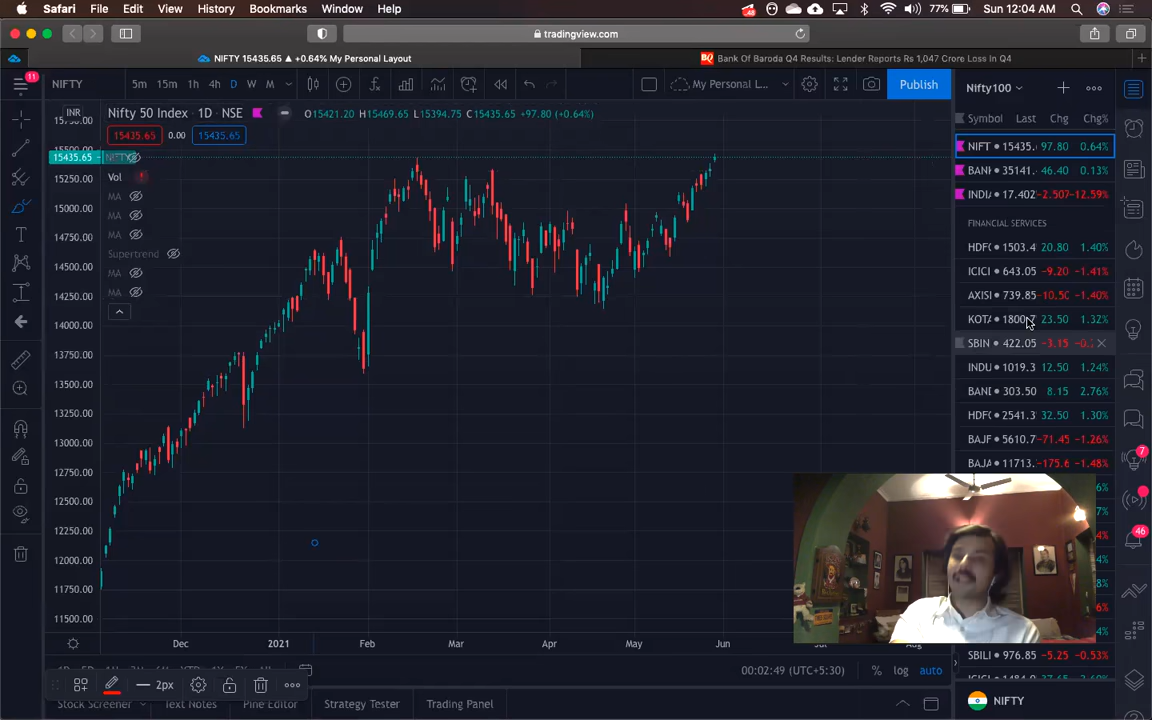 Safari File Edit View History Bookmarks Window Help 48 77% Sun 12:04 AM
tradingview.com
NIFTY 15435.65 ▲ +0.64% My Personal Layout
BQ Bank Of Baroda Q4 Results: Lender Reports Rs 1,047 Crore Loss In Q4
11 NIFTY 5m 15m 1h 4h D W M My Personal L... Publish
Nifty100
INR Nifty 50 Index • 1D • NSE O15421.20 H15469.65 L15394.75 C15435.65 +97.80 (+0.64%)
15435.65 0.00 15435.65
Symbol Last Chg Chg%
NIFT 15435. 97.80 0.64%
BANK 35141. 46.40 0.13%
INDIA 17.402 -2.507 -12.59%
FINANCIAL SERVICES
HDFC 1503.4 20.80 1.40%
ICICI 643.05 -9.20 -1.41%
AXISI 739.85 -10.50 -1.40%
KOTA 1800.7 23.50 1.32%
SBIN 422.05 -3.15
INDU 1019.3 12.50 1.24%
BAND 303.50 8.15 2.76%
HDFC 2541.3 32.50 1.30%
BAJF 5610.7 -71.45 -1.26%
BAJA 11713. -175.6 -1.48%
SBILI 976.85 -5.25 -0.53%
15435.65 NIFTY
Vol !
MA
MA
MA
Supertrend
MA
MA
15250.00
15000.00
14750.00
14500.00
14250.00
14000.00
13750.00
13500.00
13250.00
13000.00
12750.00
12500.00
12250.00
12000.00
11750.00
11500.00
Dec 2021 Feb Mar Apr May Jun
7
46
00:02:49 (UTC+5:30) % log auto
2px
Stock Screener Text Notes Pine Editor Strategy Tester Trading Panel
NIFTY